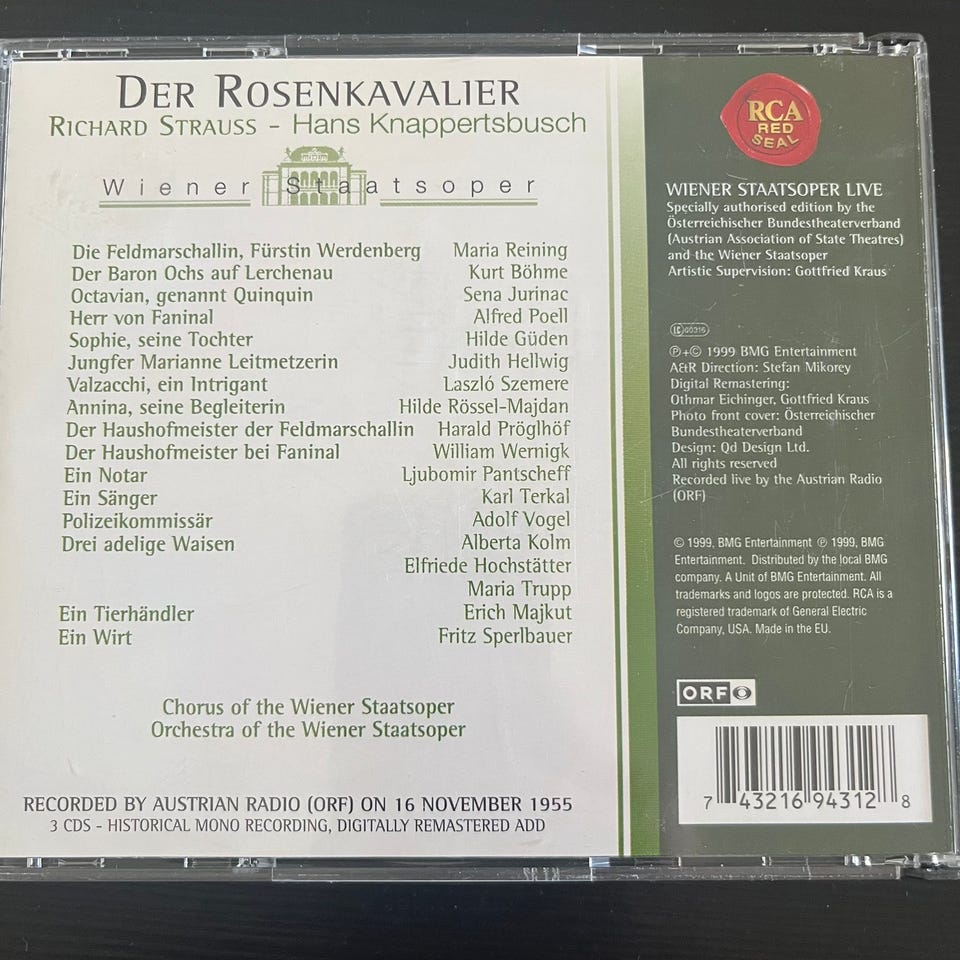 DER ROSENKAVALIER
RICHARD STRAUSS - Hans Knappertsbusch
Wiener Staatsoper
Die Feldmarschallin, Fürstin Werdenberg Maria Reining
Der Baron Ochs auf Lerchenau Kurt Böhme
Octavian, genannt Quinquin Sena Jurinac
Herr von Faninal Alfred Poell
Sophie, seine Tochter Hilde Güden
Jungfer Marianne Leitmetzerin Judith Hellwig
Valzacchi, ein Intrigant Laszló Szemere
Annina, seine Begleiterin Hilde Rössel-Majdan
Der Haushofmeister der Feldmarschallin Harald Pröglhöf
Der Haushofmeister bei Faninal William Wernigk
Ein Notar Ljubomir Pantscheff
Ein Sänger Karl Terkal
Polizeikommissär Adolf Vogel
Drei adelige Waisen Alberta Kolm
Elfriede Hochstätter
Maria Trupp
Ein Tierhändler Erich Majkut
Ein Wirt Fritz Sperlbauer
Chorus of the Wiener Staatsoper
Orchestra of the Wiener Staatsoper
RECORDED BY AUSTRIAN RADIO (ORF) ON 16 NOVEMBER 1955
3 CDS - HISTORICAL MONO RECORDING, DIGITALLY REMASTERED ADD
RCA
RED
SEAL
WIENER STAATSOPER LIVE
Specially authorised edition by the
Österreichischer Bundestheaterverband
(Austrian Association of State Theatres)
and the Wiener Staatsoper
Artistic Supervision: Gottfried Kraus
LC 00316
℗+© 1999 BMG Entertainment
A&R Direction: Stefan Mikorey
Digital Remastering:
Othmar Eichinger, Gottfried Kraus
Photo front cover: Österreichischer
Bundestheaterverband
Design: Qd Design Ltd.
All rights reserved
Recorded live by the Austrian Radio
(ORF)
© 1999, BMG Entertainment ℗ 1999, BMG
Entertainment. Distributed by the local BMG
company. A Unit of BMG Entertainment. All
trademarks and logos are protected. RCA is a
registered trademark of General Electric
Company, USA. Made in the EU.
ORF
7 43216 94312 8